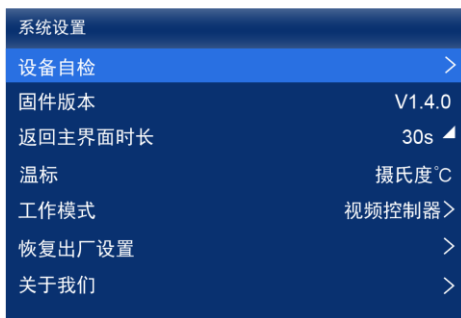 系统设置
设备自检 >
固件版本 V1.4.0
返回主界面时长 30s
温标 摄氏度℃
工作模式 视频控制器>
恢复出厂设置 >
关于我们 >